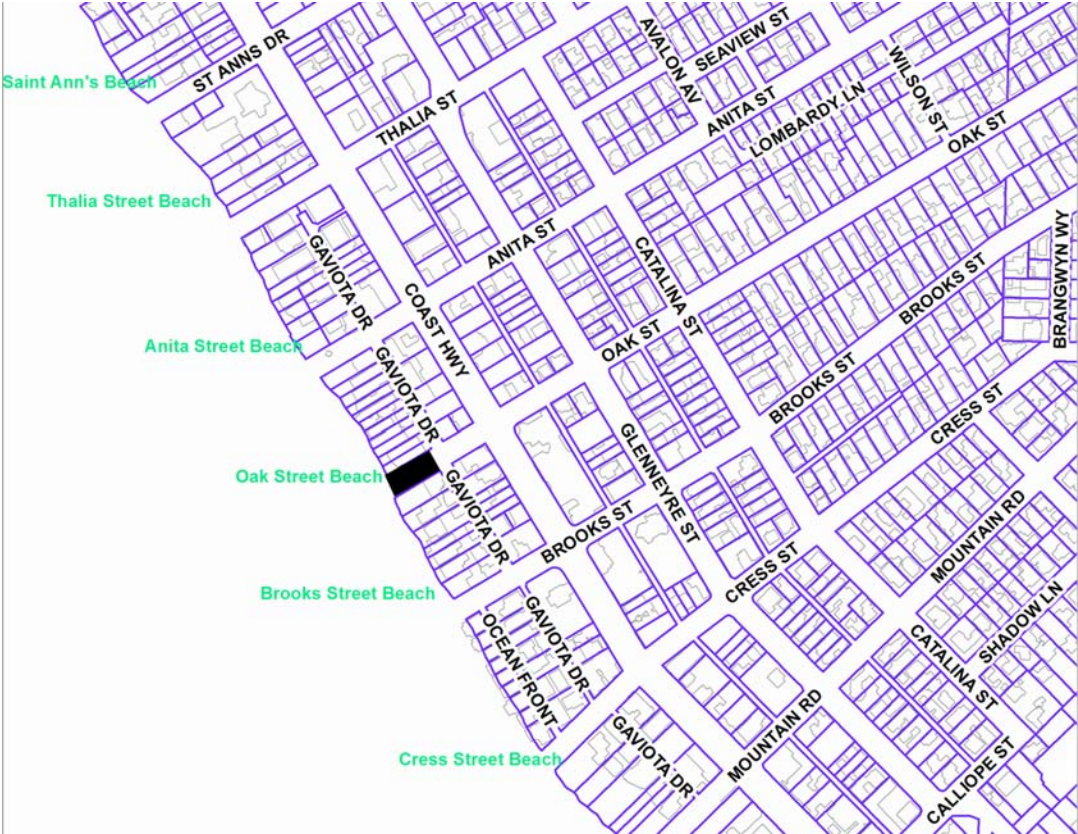 AVALON AV
SEAVIEW ST
ST ANNS DR
WILSON ST
Saint Ann's Beach
THALIA ST
ANITA ST
LOMBARDY LN
OAK ST
Thalia Street Beach
GAVIOTA DR
ANITA ST
CATALINA ST
BRANGWYN WY
COAST HWY
BROOKS ST
Anita Street Beach
GAVIOTA DR
OAK ST
BROOKS ST
CRESS ST
Oak Street Beach
GAVIOTA DR
GLENNEYRE ST
BROOKS ST
MOUNTAIN RD
CRESS ST
Brooks Street Beach
OCEAN FRONT
GAVIOTA DR
CATALINA ST
SHADOW LN
Cress Street Beach
GAVIOTA DR
MOUNTAIN RD
CALLIOPE ST